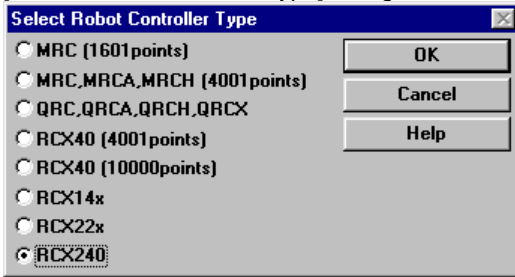 Select Robot Controller Type
MRC (1601points)
OK
MRC,MRCA,MRCH (4001points)
Cancel
QRC,QRCA,QRCH,QRCX
RCX40 (4001points)
Help
RCX40 (10000points)
RCX14x
RCX22x
RCX240